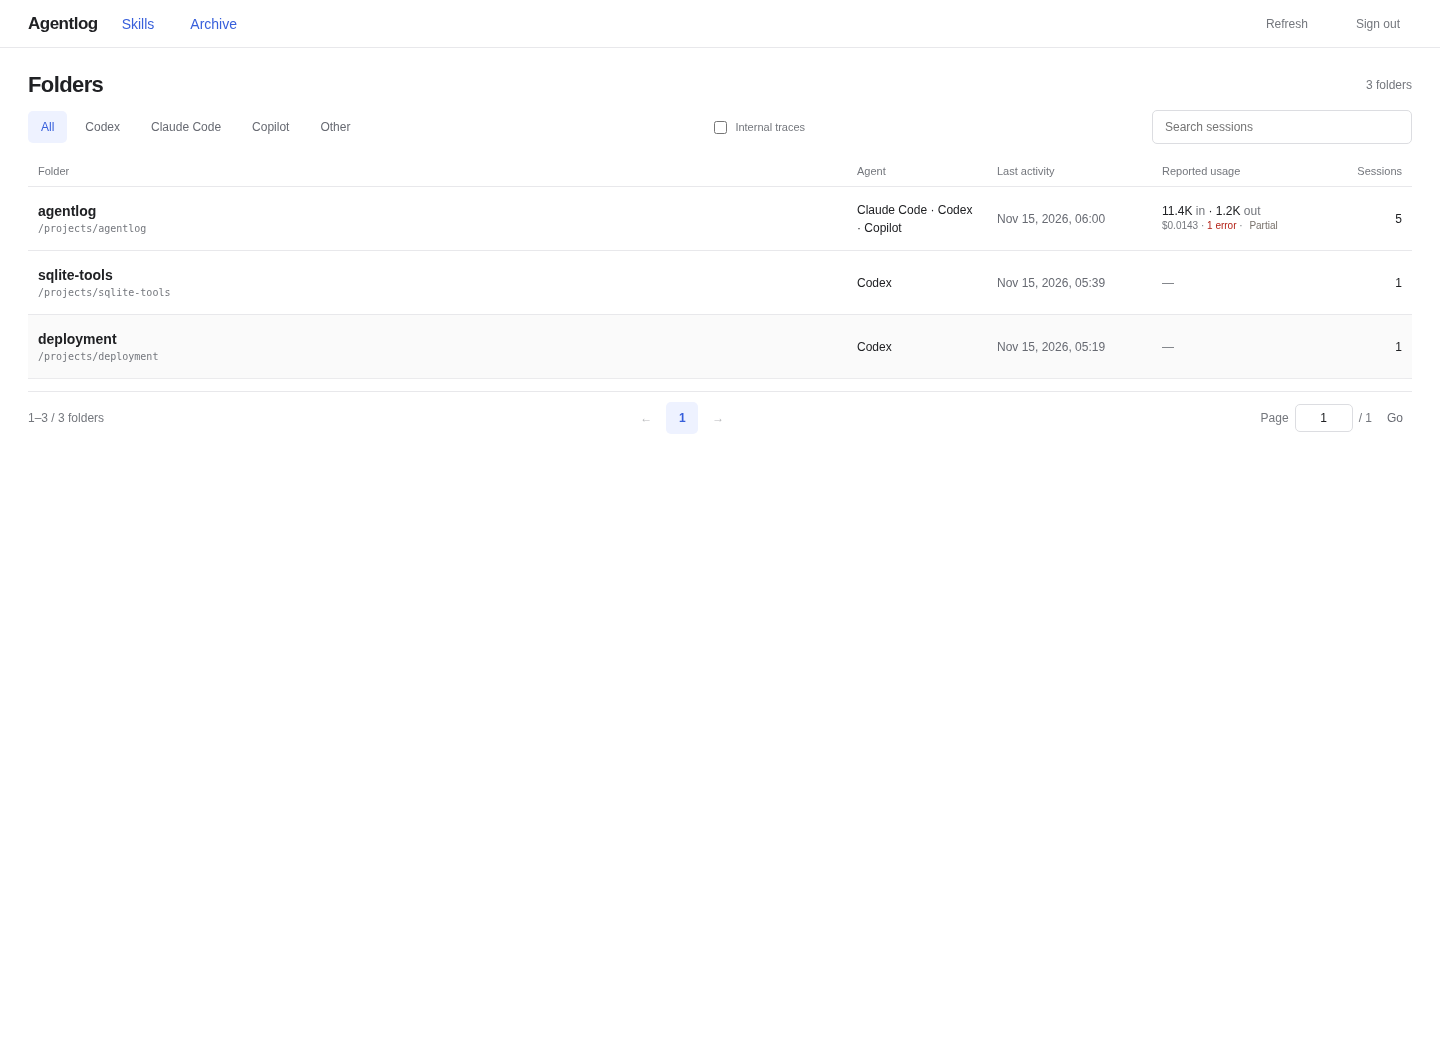 Agentlog Skills Archive Refresh Sign out
Folders 3 folders
All Codex Claude Code Copilot Other Internal traces Search sessions
Folder Agent Last activity Reported usage Sessions
agentlog
/projects/agentlog
Claude Code · Codex
· Copilot
Nov 15, 2026, 06:00
11.4K in · 1.2K out
$0.0143 · 1 error · Partial
5
sqlite-tools
/projects/sqlite-tools
Codex
Nov 15, 2026, 05:39
—
1
deployment
/projects/deployment
Codex
Nov 15, 2026, 05:19
—
1
1–3 / 3 folders ← 1 → Page 1 / 1 Go